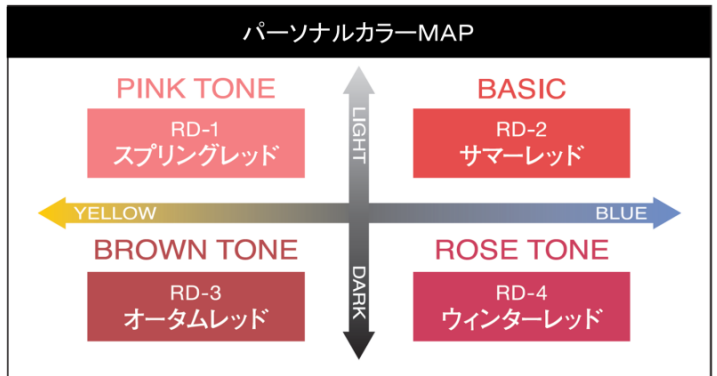 パーソナルカラーMAP
PINK TONE
BASIC
RD-1
スプリングレッド
LIGHT
RD-2
サマーレッド
YELLOW
BLUE
BROWN TONE
ROSE TONE
RD-3
オータムレッド
DARK
RD-4
ウィンターレッド